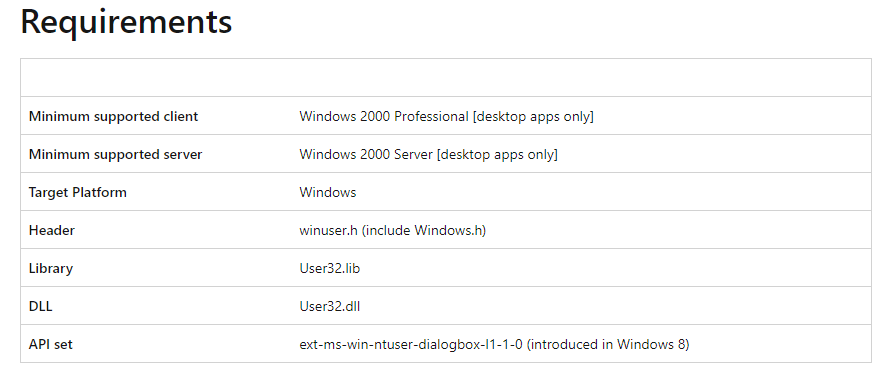 Requirements
Minimum supported client Windows 2000 Professional [desktop apps only]
Minimum supported server Windows 2000 Server [desktop apps only]
Target Platform Windows
Header winuser.h (include Windows.h)
Library User32.lib
DLL User32.dll
API set ext-ms-win-ntuser-dialogbox-l1-1-0 (introduced in Windows 8)